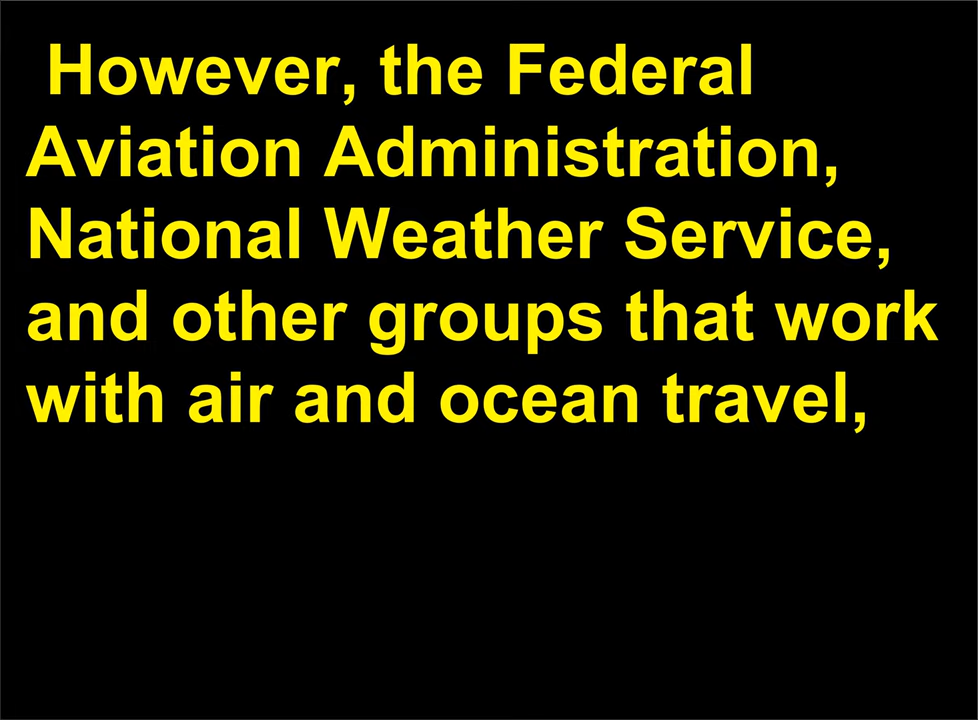 However, the Federal
Aviation Administration,
National Weather Service,
and other groups that work
with air and ocean travel,